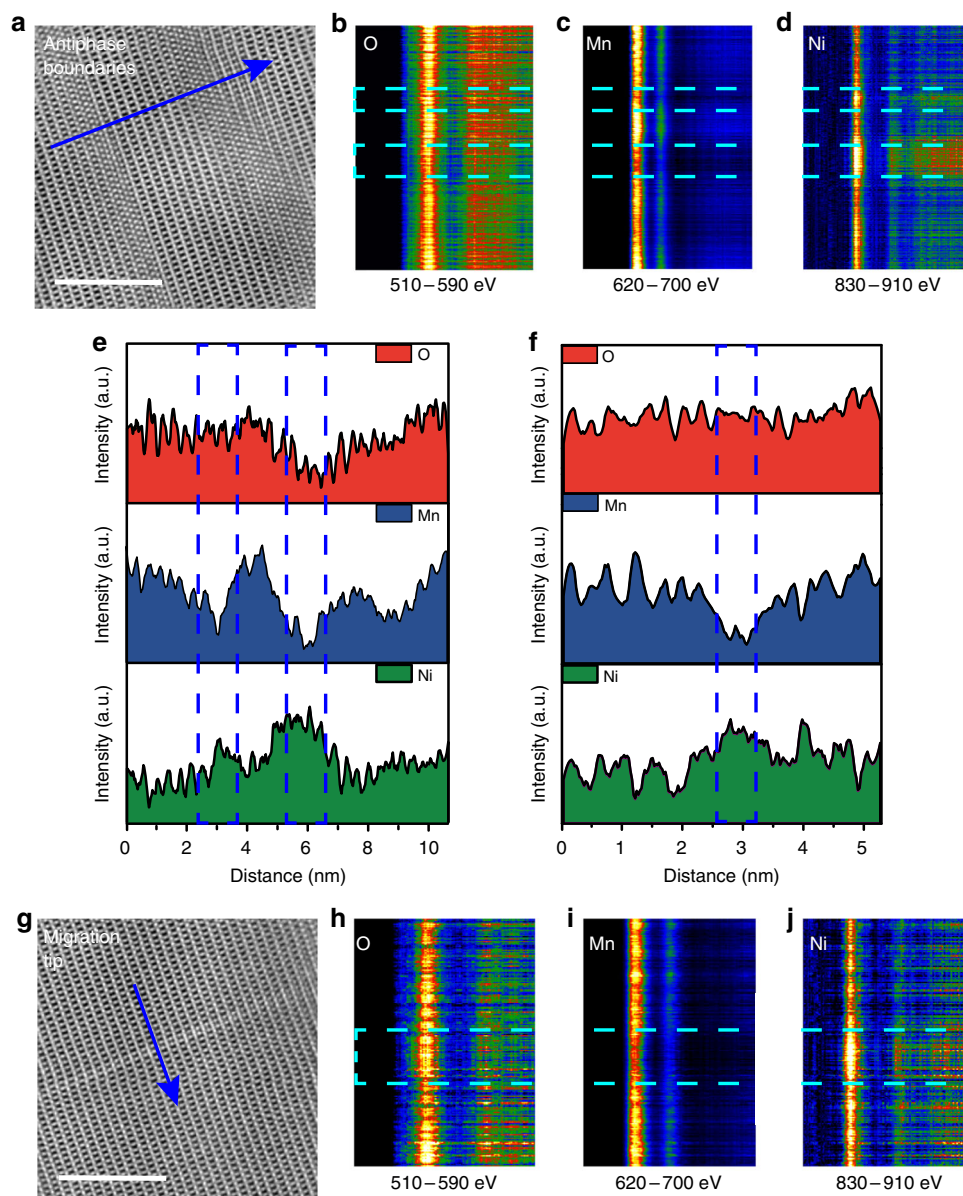 a
Antiphase
boundaries
b
O
510–590 eV
c
Mn
620–700 eV
d
Ni
830–910 eV
e
O
Intensity (a.u.)
Mn
Intensity (a.u.)
Ni
Intensity (a.u.)
0 2 4 6 8 10
Distance (nm)
f
O
Intensity (a.u.)
Mn
Intensity (a.u.)
Ni
Intensity (a.u.)
0 1 2 3 4 5
Distance (nm)
g
Migration
tip
h
O
510–590 eV
i
Mn
620–700 eV
j
Ni
830–910 eV